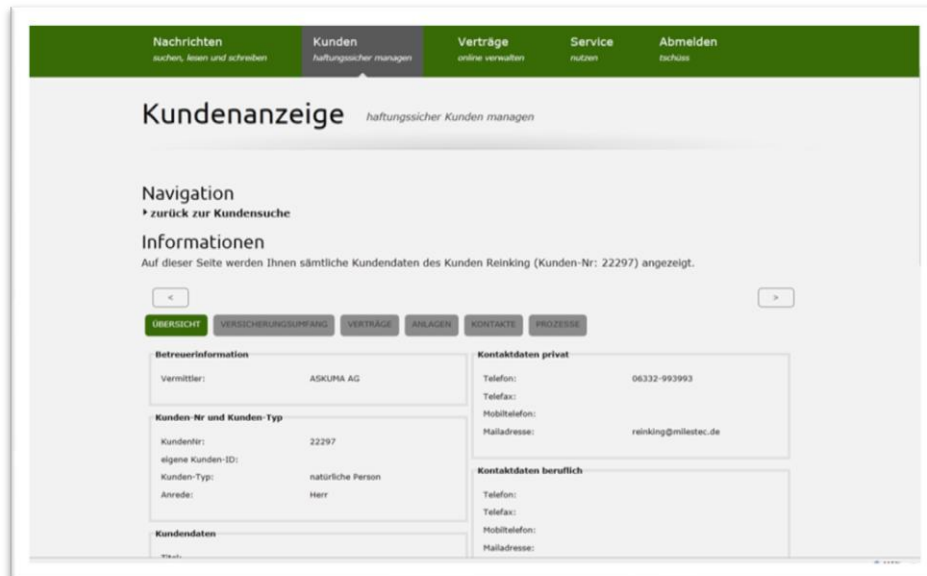 Nachrichten Kunden Verträge Service Abmelden
suchen, lesen und schreiben haftungssicher managen online verwalten nutzen tschüss
Kundenanzeige haftungssicher Kunden managen
Navigation
zurück zur Kundensuche
Informationen
Auf dieser Seite werden Ihnen sämtliche Kundendaten des Kunden Reinking (Kunden-Nr: 22297) angezeigt.
< >
ÜBERSICHT VERSICHERUNGSUMFANG VERTRÄGE ANLAGEN KONTAKTE PROZESSE
Betreuerinformation
Vermittler: ASKUMA AG
Kunden-Nr und Kunden-Typ
KundenNr: 22297
eigene Kunden-ID:
Kunden-Typ: natürliche Person
Anrede: Herr
Kundendaten
Titel:
Kontaktdaten privat
Telefon: 06332-993993
Telefax:
Mobiltelefon:
Mailadresse: reinking@milestec.de
Kontaktdaten beruflich
Telefon:
Telefax:
Mobiltelefon:
Mailadresse: